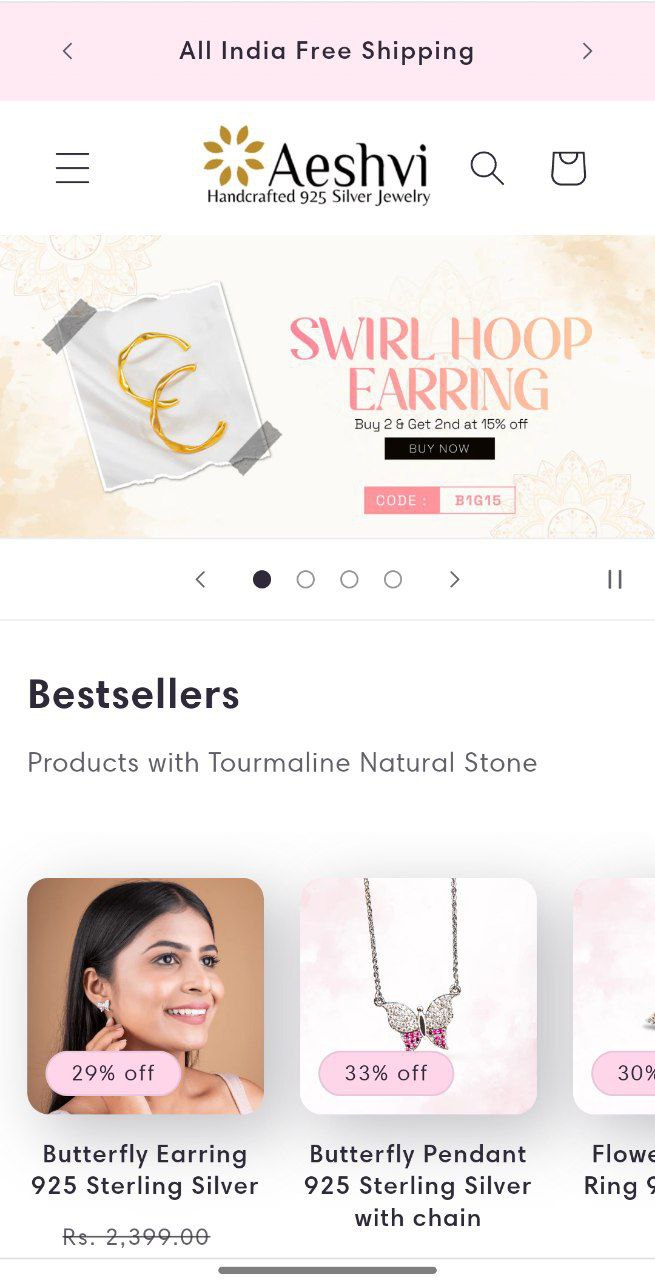 All India Free Shipping
Aeshvi
Handcrafted 925 Silver Jewelry
SWIRL HOOP
EARRING
Buy 2 & Get 2nd at 15% off
BUY NOW
CODE : B1G15
Bestsellers
Products with Tourmaline Natural Stone
29% off
33% off
30%
Butterfly Earring
925 Sterling Silver
Rs. 2,399.00
Butterfly Pendant
925 Sterling Silver
with chain
Ring